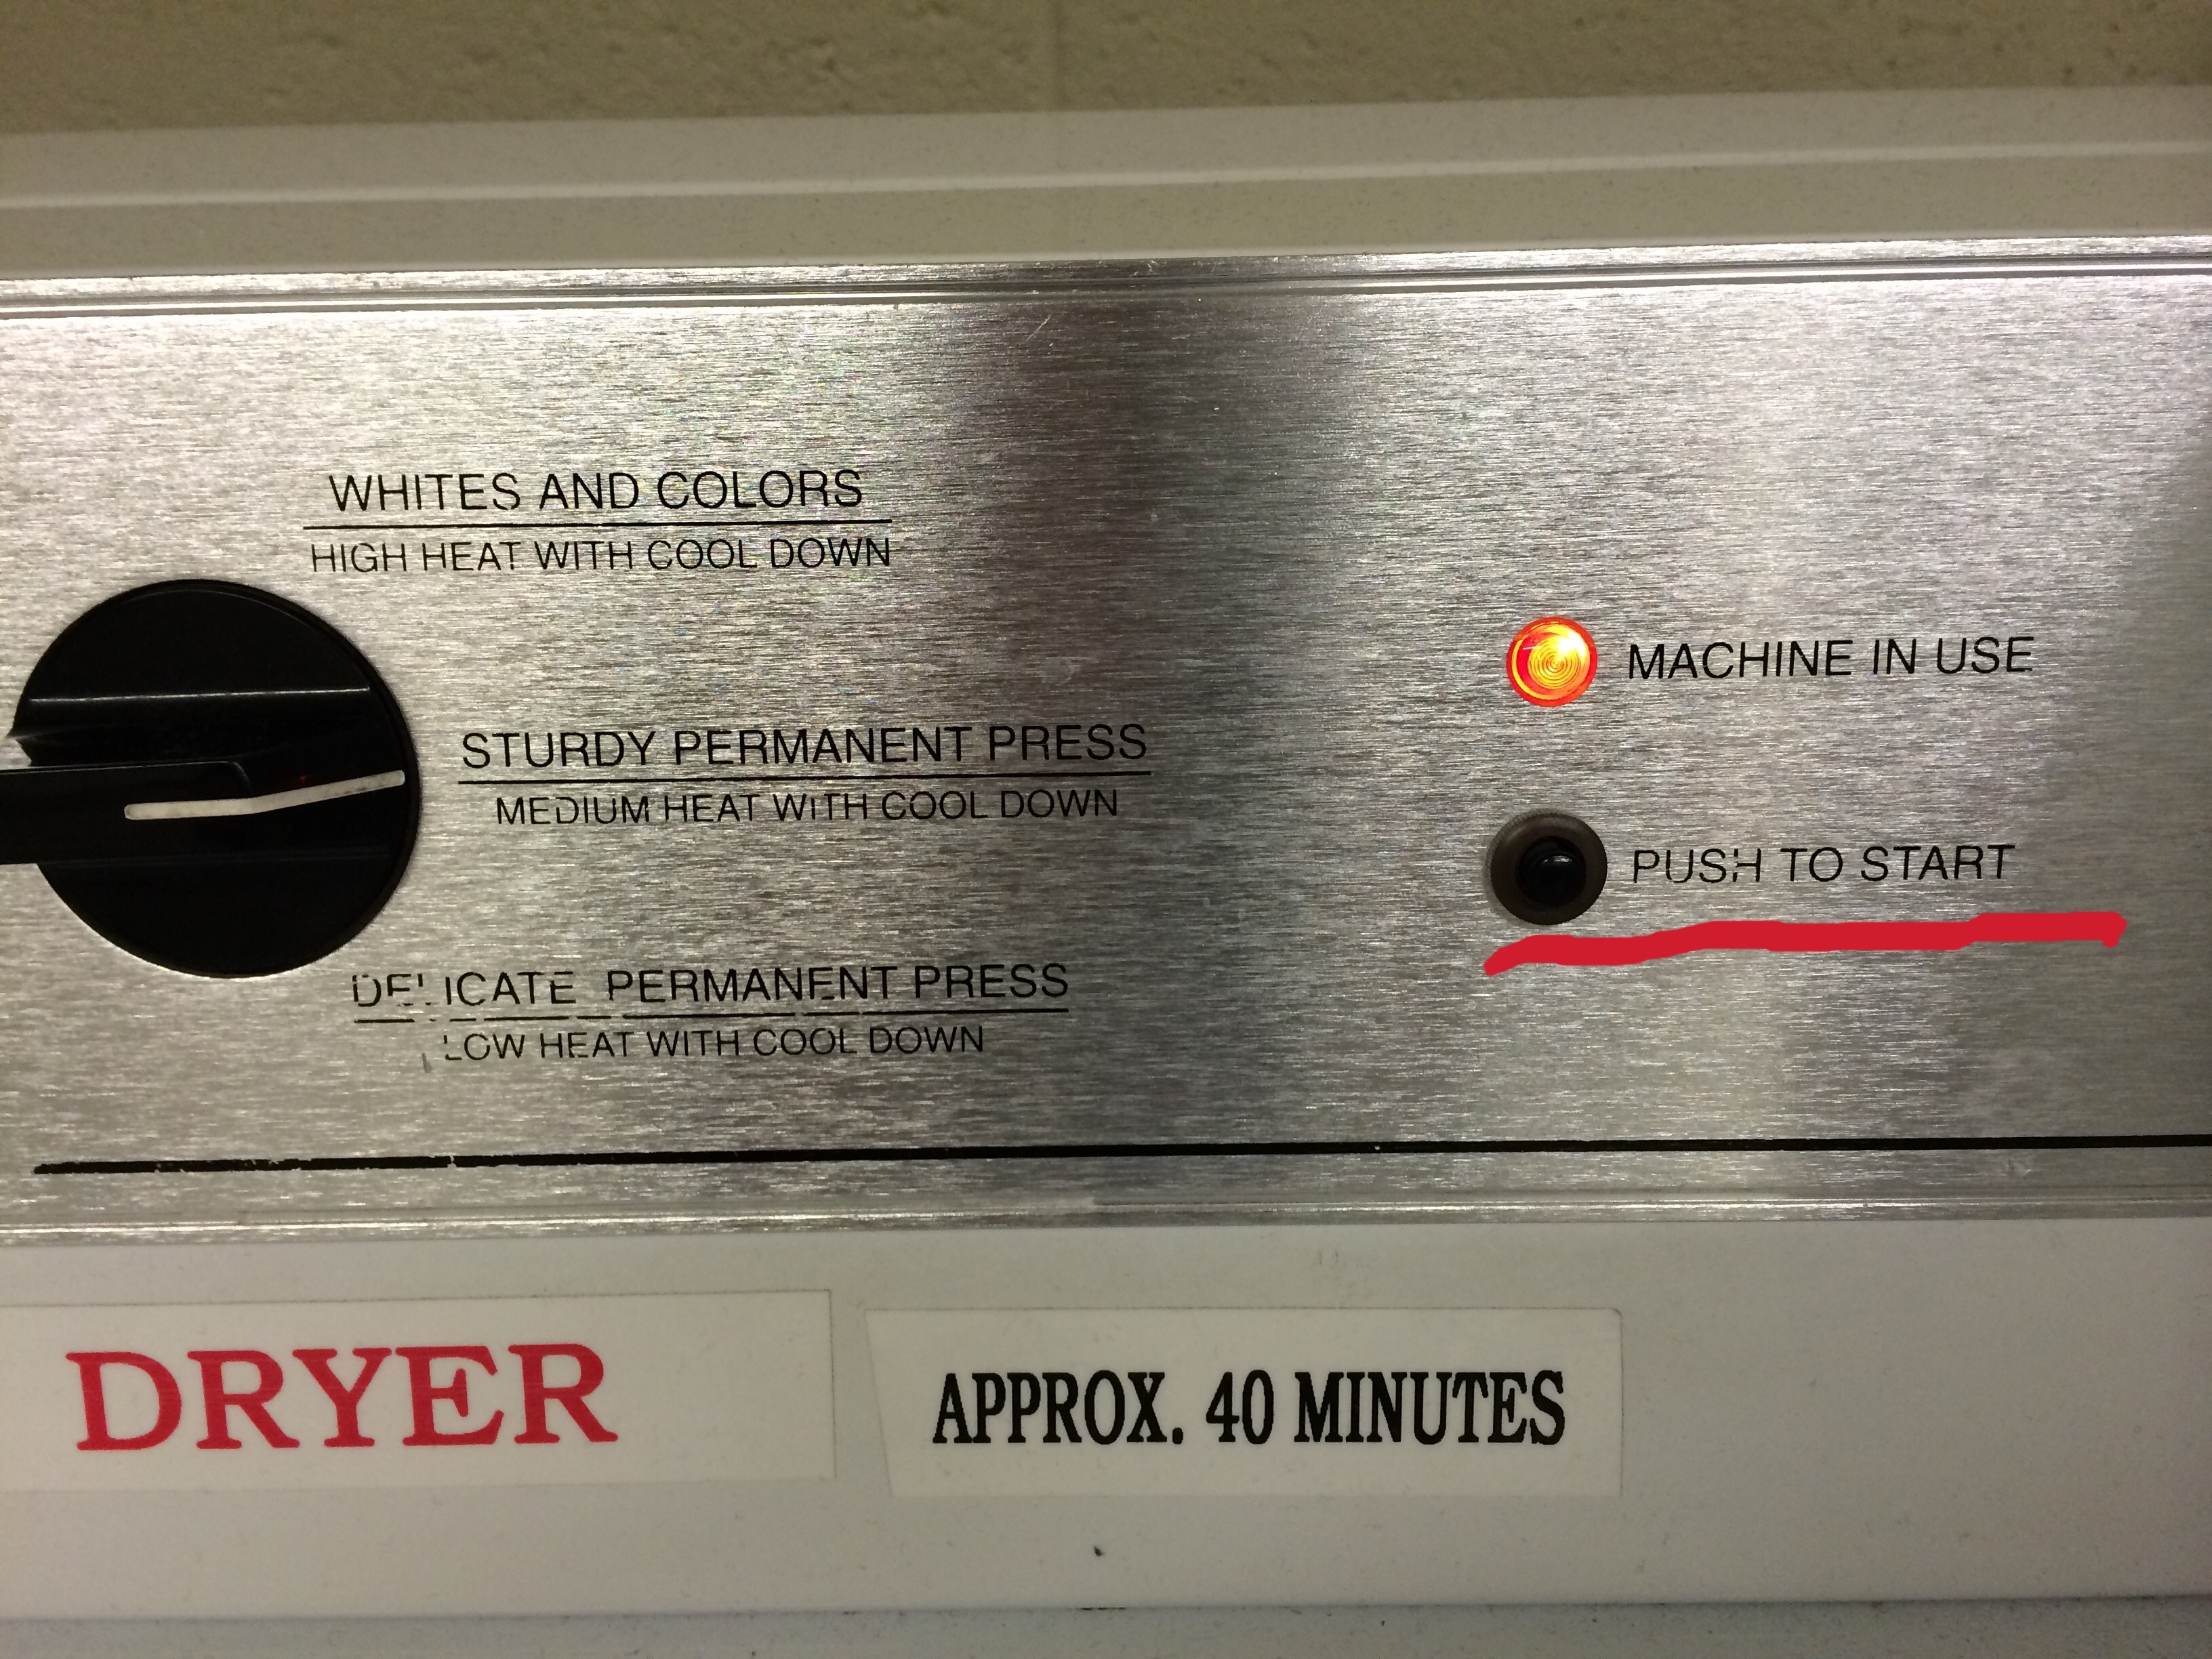 WHITES AND COLORS
HIGH HEAT WITH COOL DOWN
STURDY PERMANENT PRESS
MEDIUM HEAT WITH COOL DOWN
DELICATE PERMANENT PRESS
LOW HEAT WITH COOL DOWN
MACHINE IN USE
PUSH TO START
DRYER
APPROX. 40 MINUTES